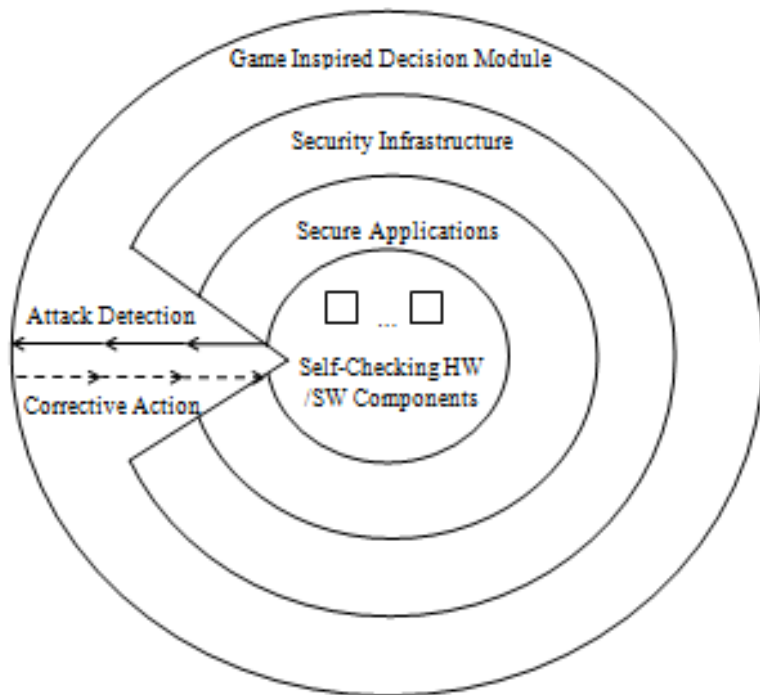 Game Inspired Decision Module
Security Infrastructure
Secure Applications
Attack Detection
...
Self-Checking HW
/SW Components
Corrective Action